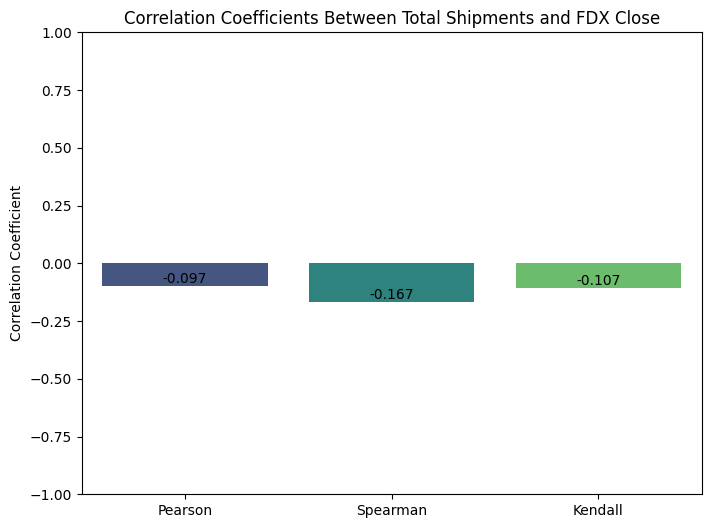 Correlation Coefficients Between Total Shipments and FDX Close
Correlation Coefficient
1.00
0.75
0.50
0.25
0.00
−0.25
−0.50
−0.75
−1.00
-0.097
-0.167
-0.107
Pearson
Spearman
Kendall